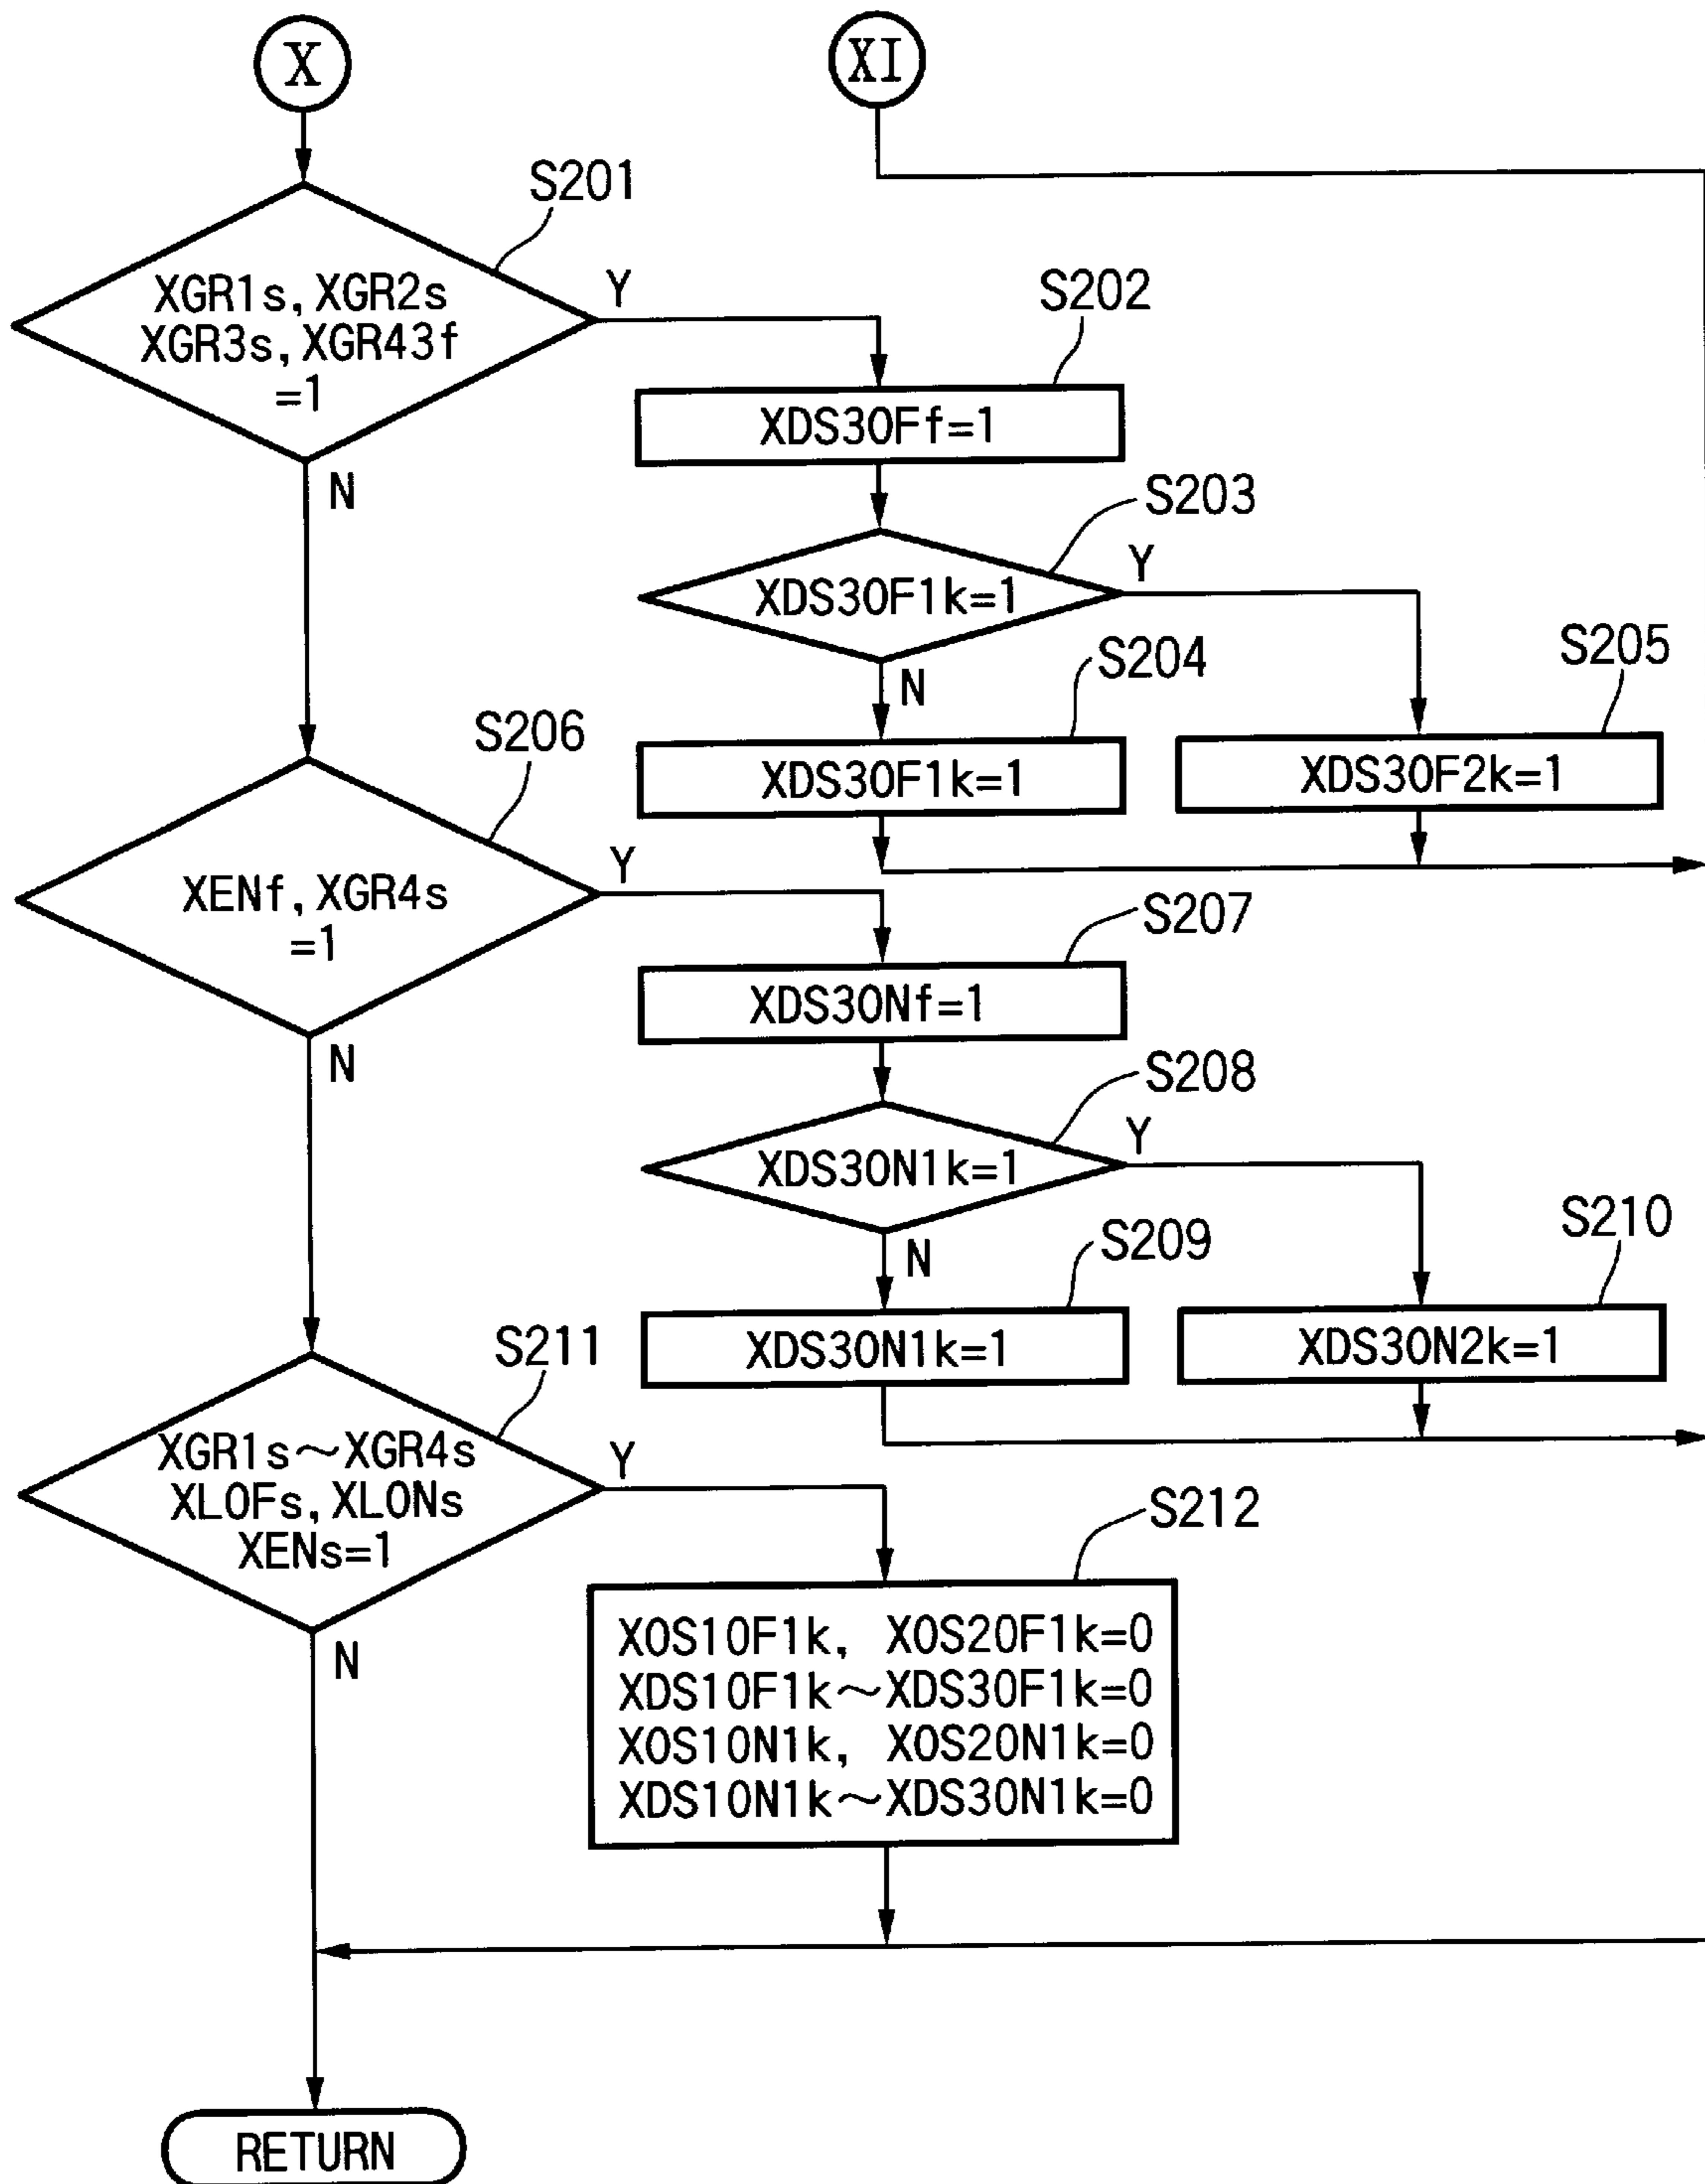 X
XI
S201
XGR1s, XGR2s
XGR3s, XGR43f
=1
Y
N
S202
XDS30Ff=1
S203
XDS30F1k=1
Y
N
S204
XDS30F1k=1
S205
XDS30F2k=1
S206
XENf, XGR4s
=1
Y
N
S207
XDS30Nf=1
S208
XDS30N1k=1
Y
N
S209
XDS30N1k=1
S210
XDS30N2k=1
S211
XGR1s~XGR4s
XLOFs, XLONs
XENs=1
Y
N
S212
XOS10F1k, XOS20F1k=0
XDS10F1k~XDS30F1k=0
XOS10N1k, XOS20N1k=0
XDS10N1k~XDS30N1k=0
RETURN